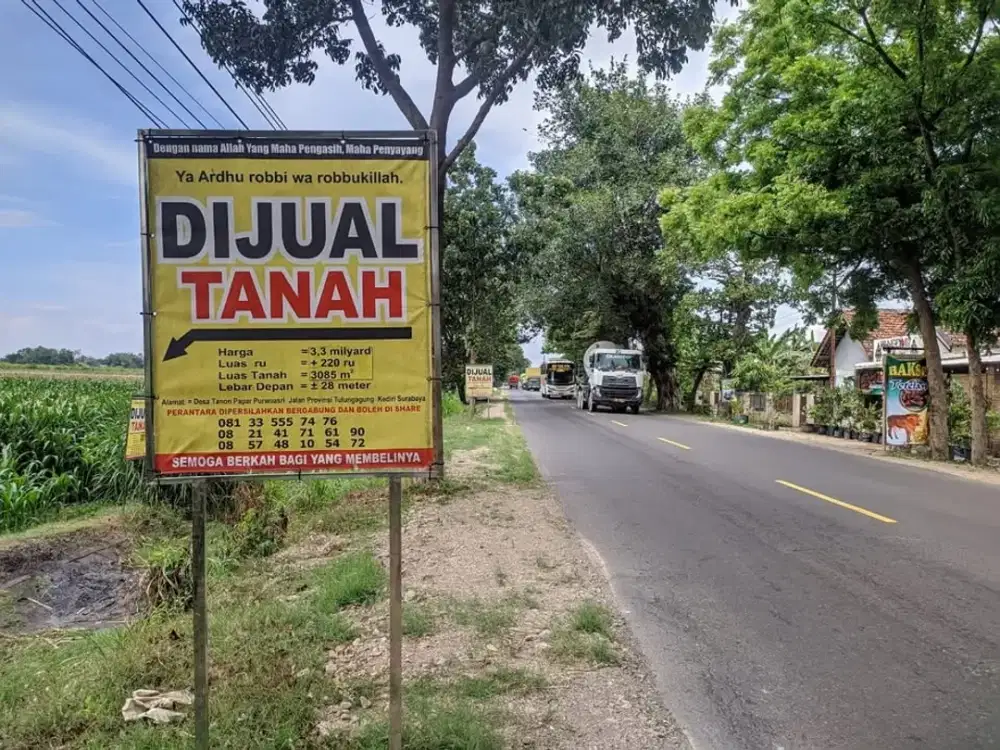 Dengan nama Allah Yang Maha Pengasih, Maha Penyayang
Ya Ardhu robbi wa robbukillah.
DIJUAL
TANAH
Harga = 3,3 milyard
Luas ru = + 220 ru
Luas Tanah = 3085 m²
Lebar Depan = ± 28 meter
Alamat = Desa Tanon Papar Purwoasri Jalan Provinsi Tulungagung - Kediri Surabaya
PERANTARA DIPERSILAHKAN BERGABUNG DAN BOLEH DI SHARE
081 33 555 74 76
08 21 41 71 61 90
08 57 48 10 54 72
SEMOGA BERKAH BAGI YANG MEMBELINYA
DIJUAL
TANAH
BAKSO